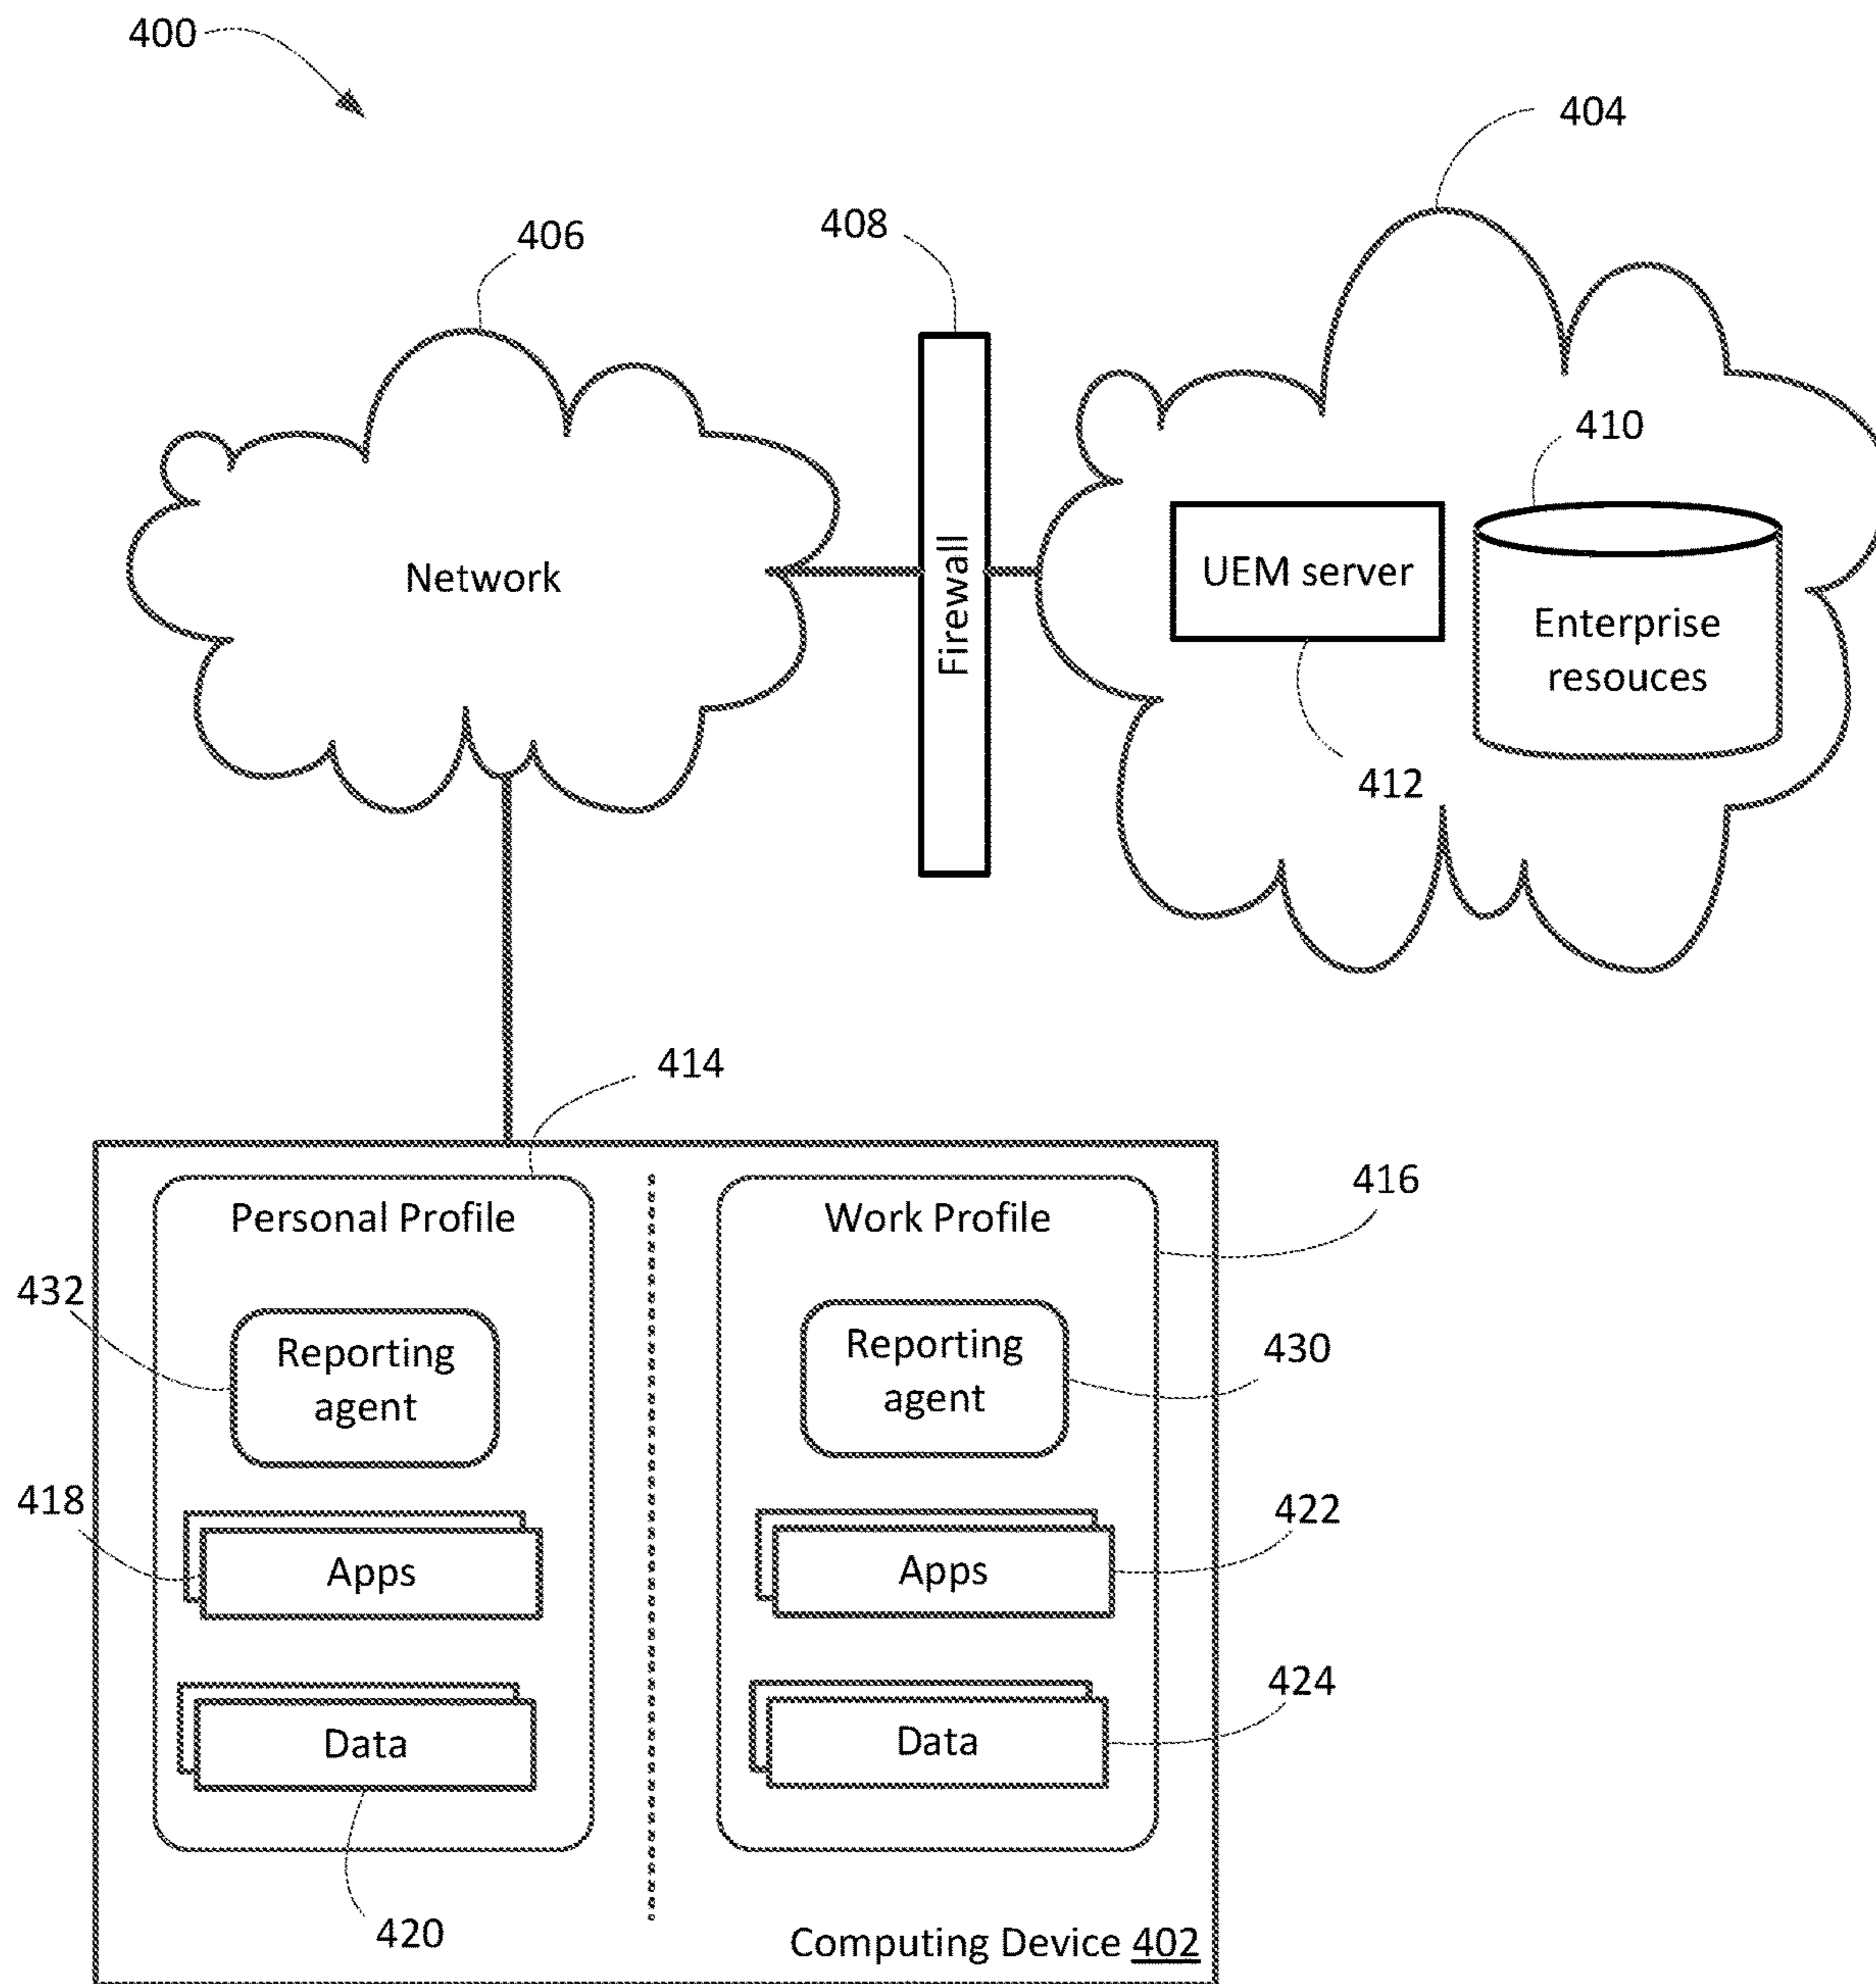 400
404
406
408
410
Network
Firewall
UEM server
Enterprise
resouces
412
414
416
Personal Profile
Work Profile
432
Reporting
agent
Reporting
agent
430
418
Apps
Apps
422
Data
Data
424
420
Computing Device 402